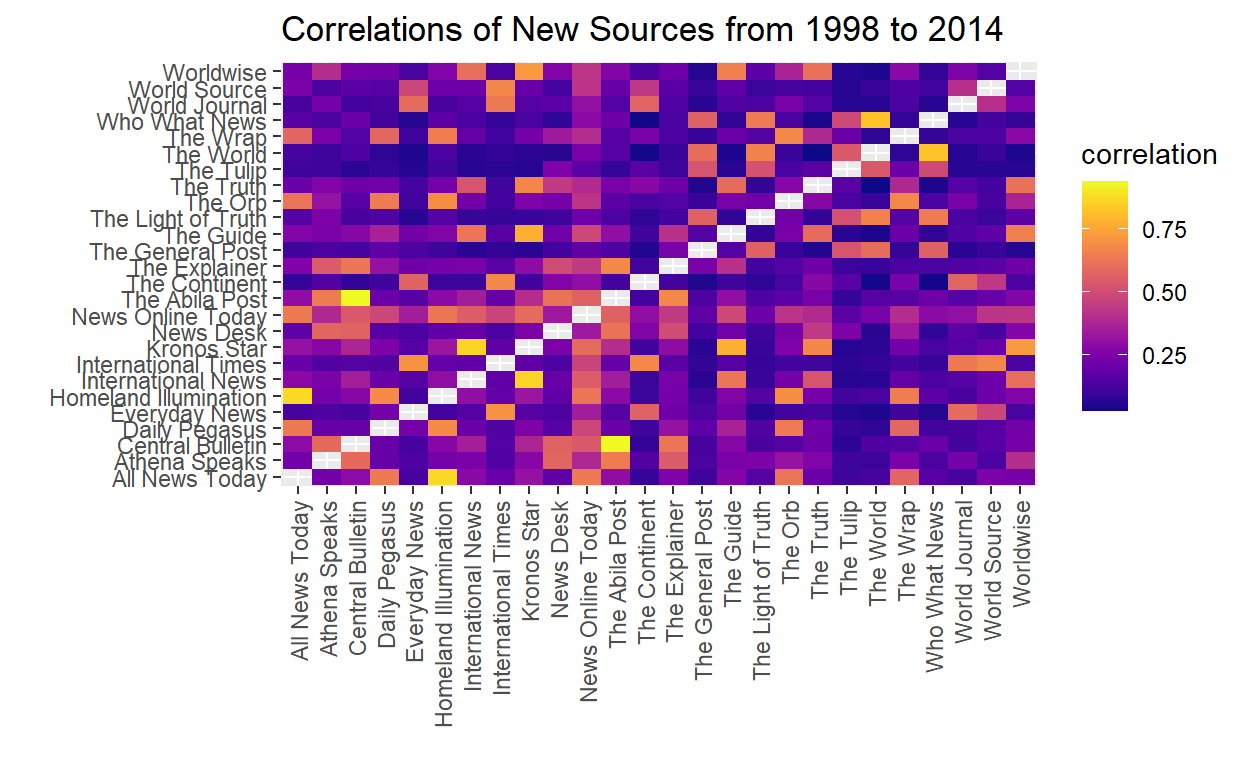 Correlations of New Sources from 1998 to 2014
Worldwise
World Source
World Journal
Who What News
The Wrap
The World
The Tulip
The Truth
The Orb
The Light of Truth
The Guide
The General Post
The Explainer
The Continent
The Abila Post
News Online Today
News Desk
Kronos Star
International Times
International News
Homeland Illumination
Everyday News
Daily Pegasus
Central Bulletin
Athena Speaks
All News Today
All News Today
Athena Speaks
Central Bulletin
Daily Pegasus
Everyday News
Homeland Illumination
International News
International Times
Kronos Star
News Desk
News Online Today
The Abila Post
The Continent
The Explainer
The General Post
The Guide
The Light of Truth
The Orb
The Truth
The Tulip
The World
The Wrap
Who What News
World Journal
World Source
Worldwise
correlation
0.75
0.50
0.25